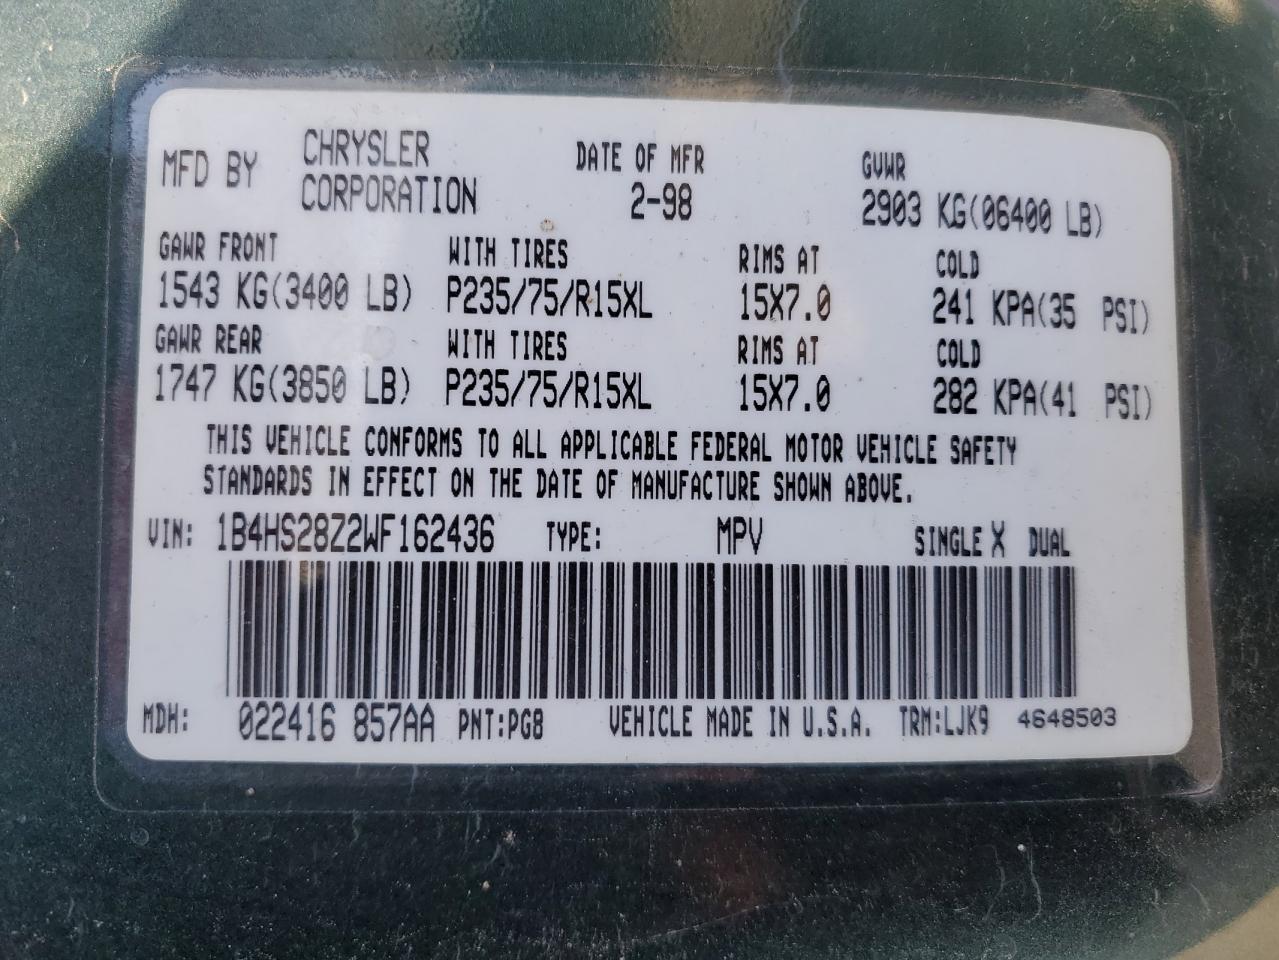 MFD BY CHRYSLER CORPORATION
DATE OF MFR 2-98
GVWR 2903 KG(06400 LB)
GAWR FRONT WITH TIRES RIMS AT COLD
1543 KG(3400 LB) P235/75/R15XL 15X7.0 241 KPA(35 PSI)
GAWR REAR WITH TIRES RIMS AT COLD
1747 KG(3850 LB) P235/75/R15XL 15X7.0 282 KPA(41 PSI)
THIS VEHICLE CONFORMS TO ALL APPLICABLE FEDERAL MOTOR VEHICLE SAFETY
STANDARDS IN EFFECT ON THE DATE OF MANUFACTURE SHOWN ABOVE.
VIN: 1B4HS28Z2WF162436 TYPE: MPV SINGLE X DUAL
MDH: 022416 857AA PNT:PG8 VEHICLE MADE IN U.S.A. TRM:LJK9 4648503